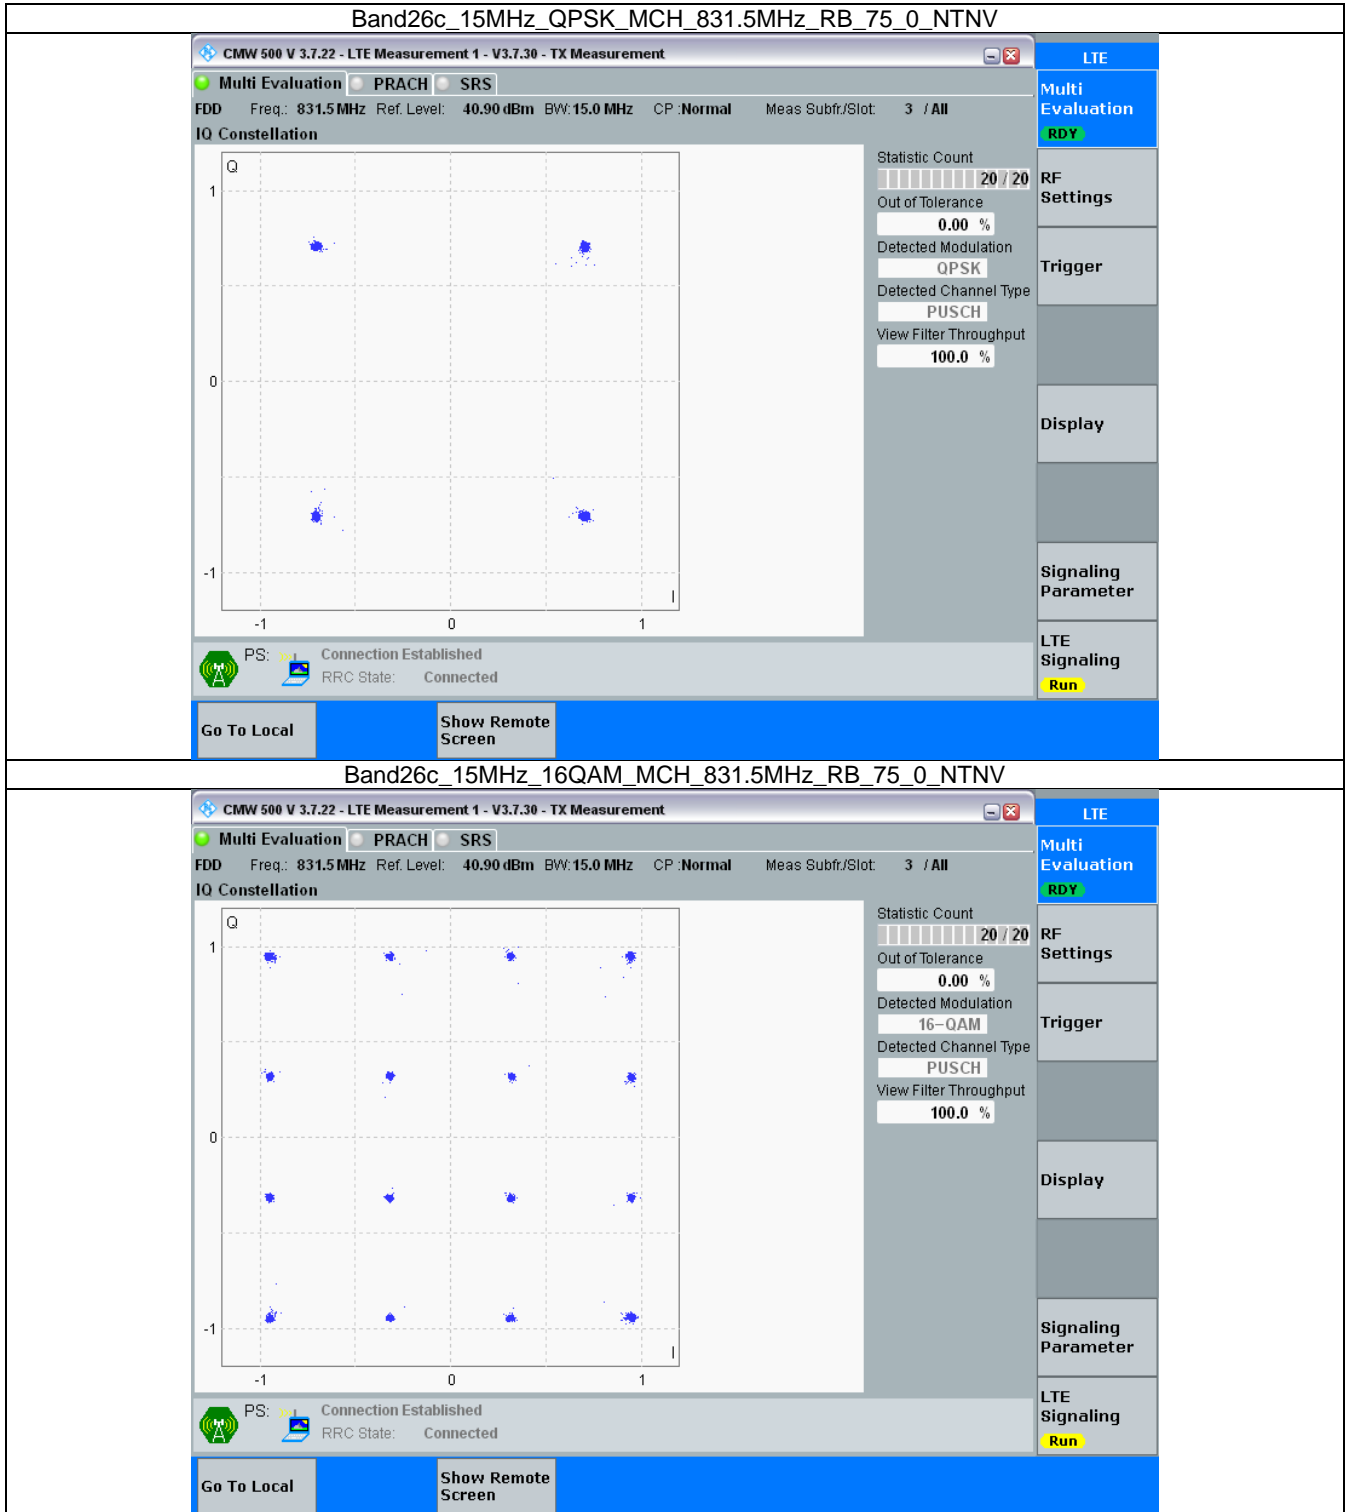 Band26c_15MHz_QPSK_MCH_831.5MHz_RB_75_0_NTNV
CMW 500 V 3.7.22 - LTE Measurement 1 - V3.7.30 - TX Measurement
LTE
Multi Evaluation PRACH SRS
Multi
Evaluation
RDY
FDD Freq.: 831.5 MHz Ref. Level: 40.90 dBm BW: 15.0 MHz CP : Normal Meas Subfr./Slot: 3 / All
IQ Constellation
Statistic Count
20 / 20
Out of Tolerance
0.00 %
Detected Modulation
QPSK
Detected Channel Type
PUSCH
View Filter Throughput
100.0 %
Q
1
0
-1
I
-1 0 1
RF
Settings
Trigger
Display
Signaling
Parameter
LTE
Signaling
Run
PS: Connection Established
RRC State: Connected
Go To Local
Show Remote
Screen
Band26c_15MHz_16QAM_MCH_831.5MHz_RB_75_0_NTNV
CMW 500 V 3.7.22 - LTE Measurement 1 - V3.7.30 - TX Measurement
LTE
Multi Evaluation PRACH SRS
Multi
Evaluation
RDY
FDD Freq.: 831.5 MHz Ref. Level: 40.90 dBm BW: 15.0 MHz CP : Normal Meas Subfr./Slot: 3 / All
IQ Constellation
Statistic Count
20 / 20
Out of Tolerance
0.00 %
Detected Modulation
16-QAM
Detected Channel Type
PUSCH
View Filter Throughput
100.0 %
Q
1
0
-1
I
-1 0 1
RF
Settings
Trigger
Display
Signaling
Parameter
LTE
Signaling
Run
PS: Connection Established
RRC State: Connected
Go To Local
Show Remote
Screen